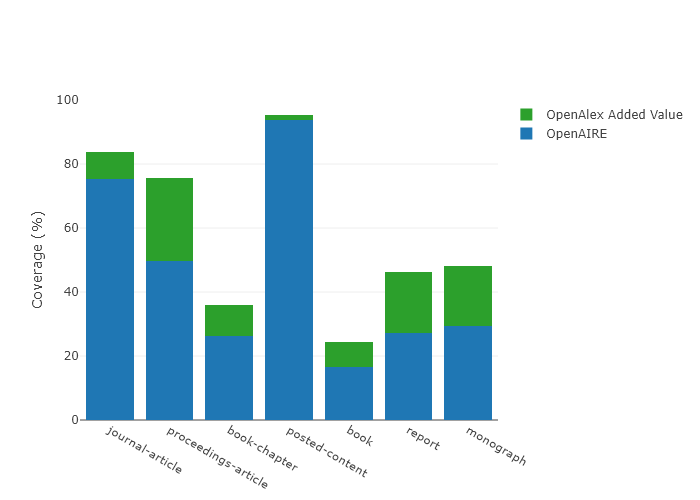 100
80
60
40
20
0
Coverage (%)
journal-article
proceedings-article
book-chapter
posted-content
book
report
monograph
OpenAlex Added Value
OpenAIRE